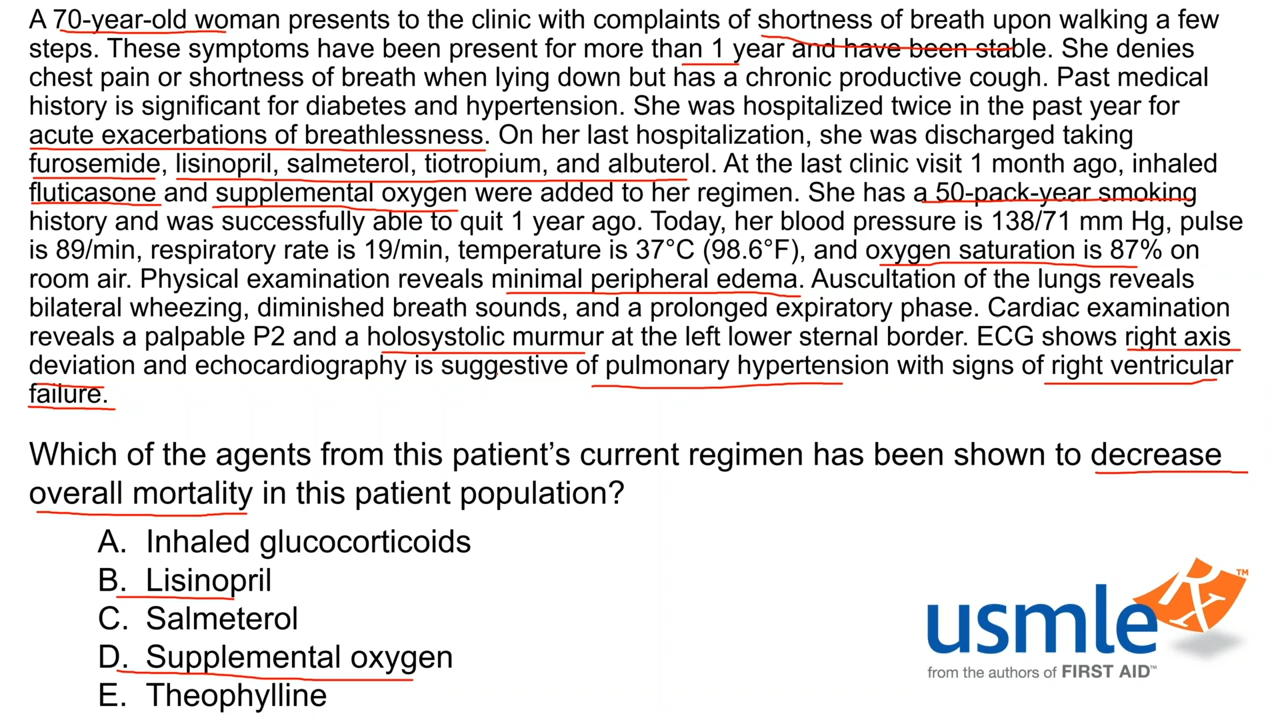 A 70-year-old woman presents to the clinic with complaints of shortness of breath upon walking a few
steps. These symptoms have been present for more than 1 year and have been stable. She denies
chest pain or shortness of breath when lying down but has a chronic productive cough. Past medical
history is significant for diabetes and hypertension. She was hospitalized twice in the past year for
acute exacerbations of breathlessness. On her last hospitalization, she was discharged taking
furosemide, lisinopril, salmeterol, tiotropium, and albuterol. At the last clinic visit 1 month ago, inhaled
fluticasone and supplemental oxygen were added to her regimen. She has a 50-pack-year smoking
history and was successfully able to quit 1 year ago. Today, her blood pressure is 138/71 mm Hg, pulse
is 89/min, respiratory rate is 19/min, temperature is 37°C (98.6°F), and oxygen saturation is 87% on
room air. Physical examination reveals minimal peripheral edema. Auscultation of the lungs reveals
bilateral wheezing, diminished breath sounds, and a prolonged expiratory phase. Cardiac examination
reveals a palpable P2 and a holosystolic murmur at the left lower sternal border. ECG shows right axis
deviation and echocardiography is suggestive of pulmonary hypertension with signs of right ventricular
failure.
Which of the agents from this patient's current regimen has been shown to decrease
overall mortality in this patient population?
A. Inhaled glucocorticoids
B. Lisinopril
C. Salmeterol
D. Supplemental oxygen
E. Theophylline
usmle Rx™
from the authors of FIRST AID™